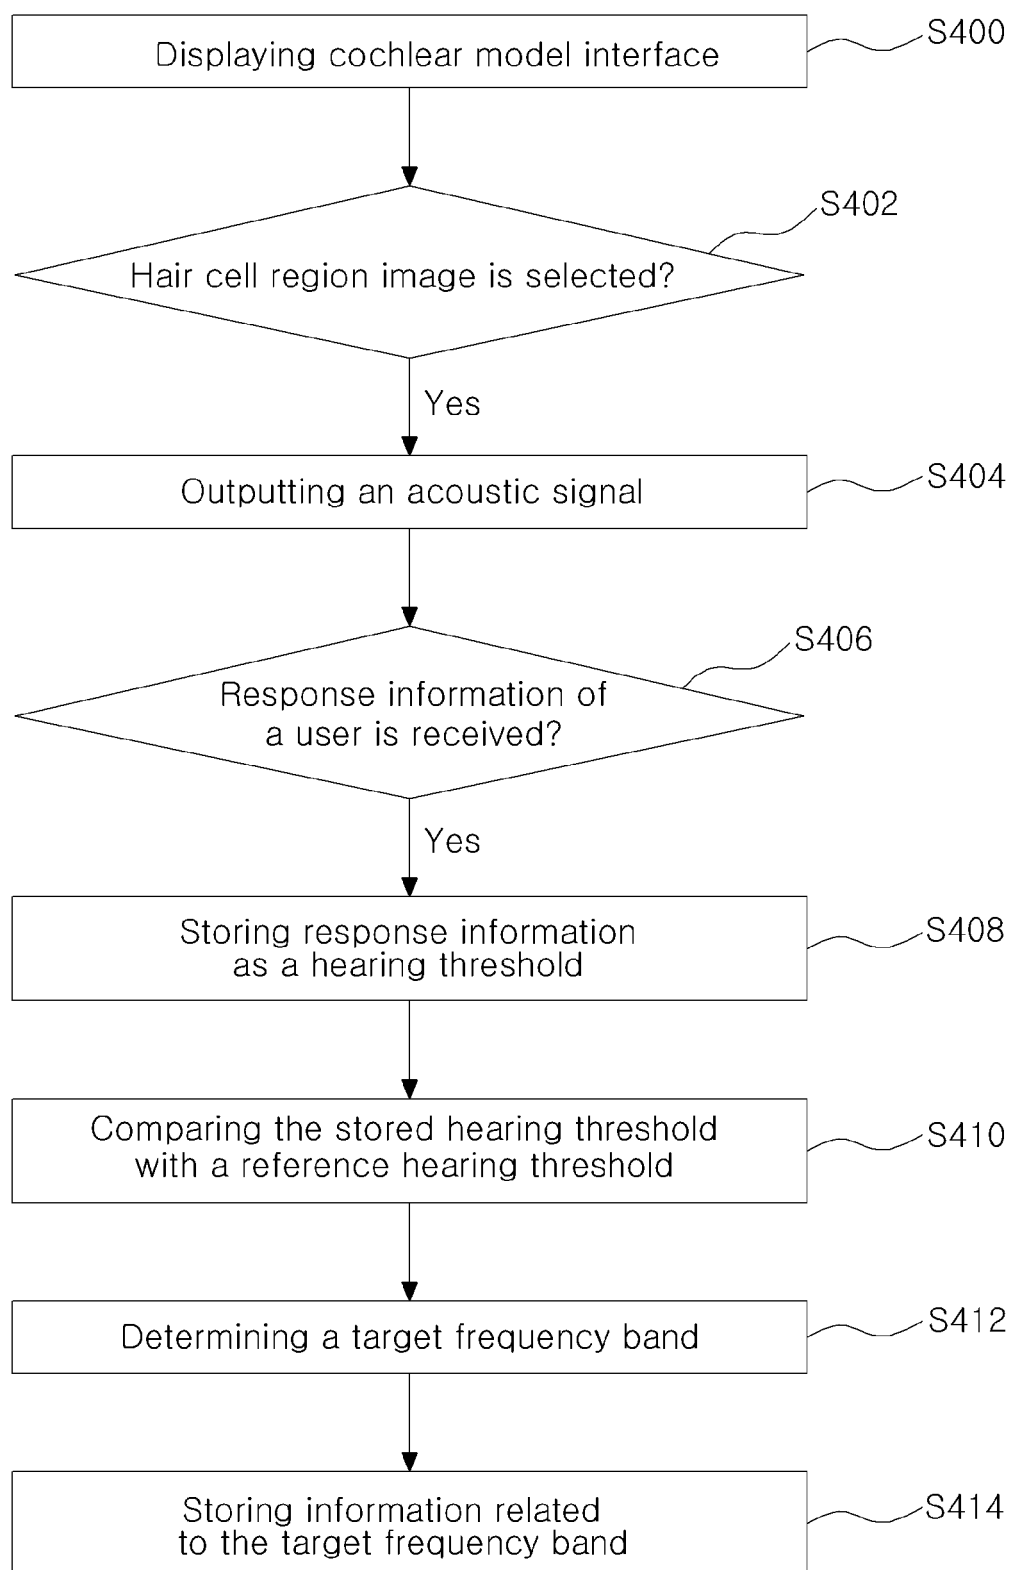 Displaying cochlear model interface
S400
Hair cell region image is selected?
S402
Yes
Outputting an acoustic signal
S404
Response information of
a user is received?
S406
Yes
Storing response information
as a hearing threshold
S408
Comparing the stored hearing threshold
with a reference hearing threshold
S410
Determining a target frequency band
S412
Storing information related
to the target frequency band
S414